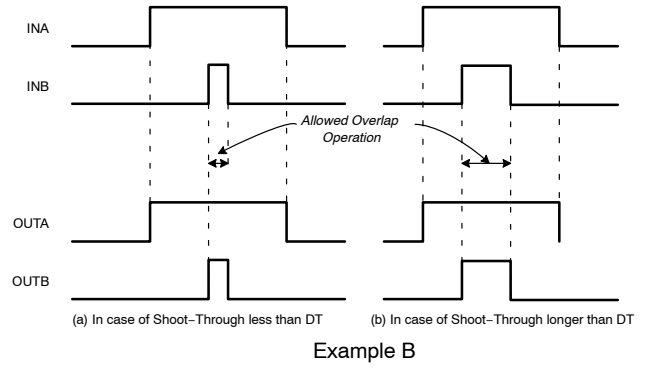 INA
INB
Allowed Overlap
Operation
OUTA
OUTB
(a) In case of Shoot−Through less than DT
(b) In case of Shoot−Through longer than DT
Example B